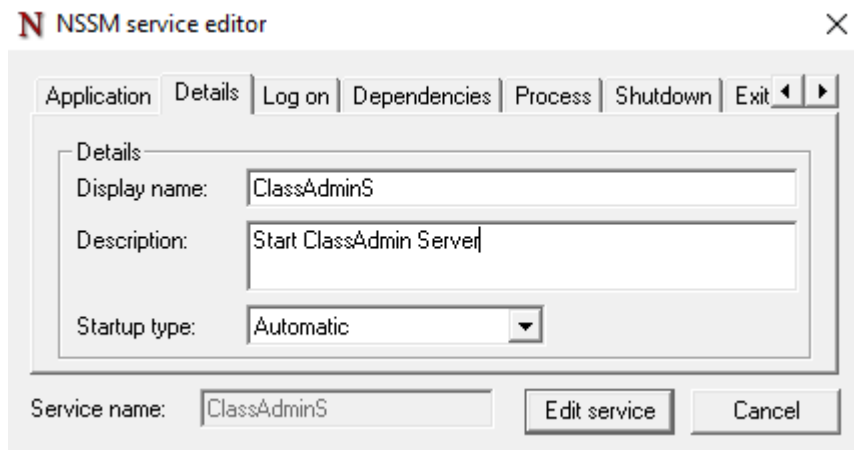 N NSSM service editor
Application Details Log on Dependencies Process Shutdown Exit
Details
Display name: ClassAdminS
Description: Start ClassAdmin Server
Startup type: Automatic
Service name: ClassAdminS Edit service Cancel